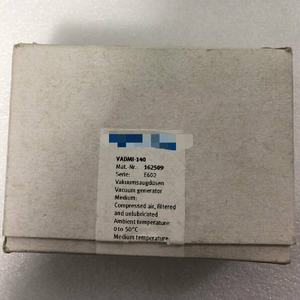 VADMI-140
Mat.-Nr.: 162509
Serie: E602
Vakuumsaugdüsen
Vacuum generator
Medium:
Compressed air, filtered
and unlubricated
Ambient temperature:
0 to 50°C
Medium temperature